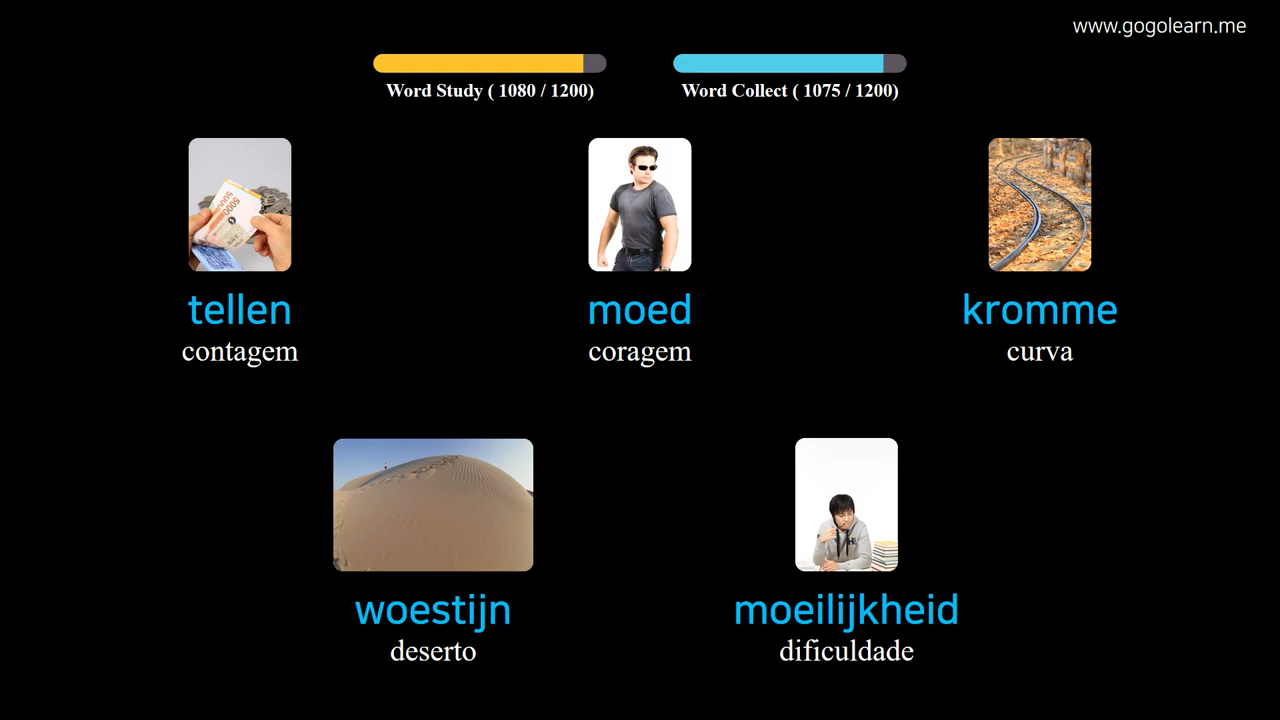 www.gogolearn.me
Word Study ( 1080 / 1200)
Word Collect ( 1075 / 1200)
tellen
contagem
moed
coragem
kromme
curva
woestijn
deserto
moeilijkheid
dificuldade